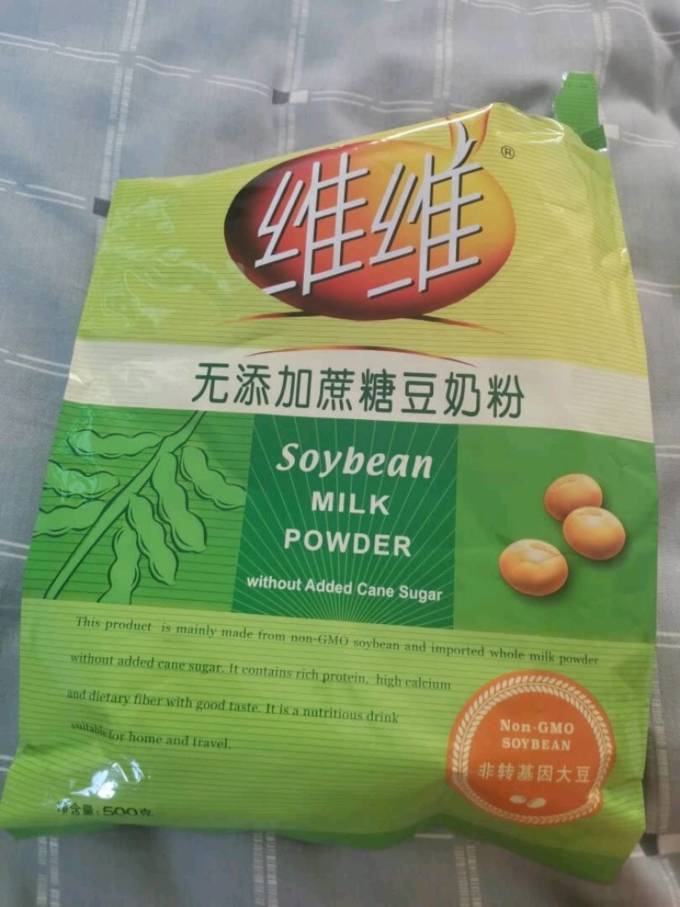 维维
®
无添加蔗糖豆奶粉
Soybean
MILK
POWDER
without Added Cane Sugar
This product is mainly made from non-GMO soybean and imported whole milk powder
without added cane sugar. It contains rich protein, high calcium
and dietary fiber with good taste. It is a nutritious drink
suitable for home and travel.
Non-GMO
SOYBEAN
非转基因大豆
净含量:500克